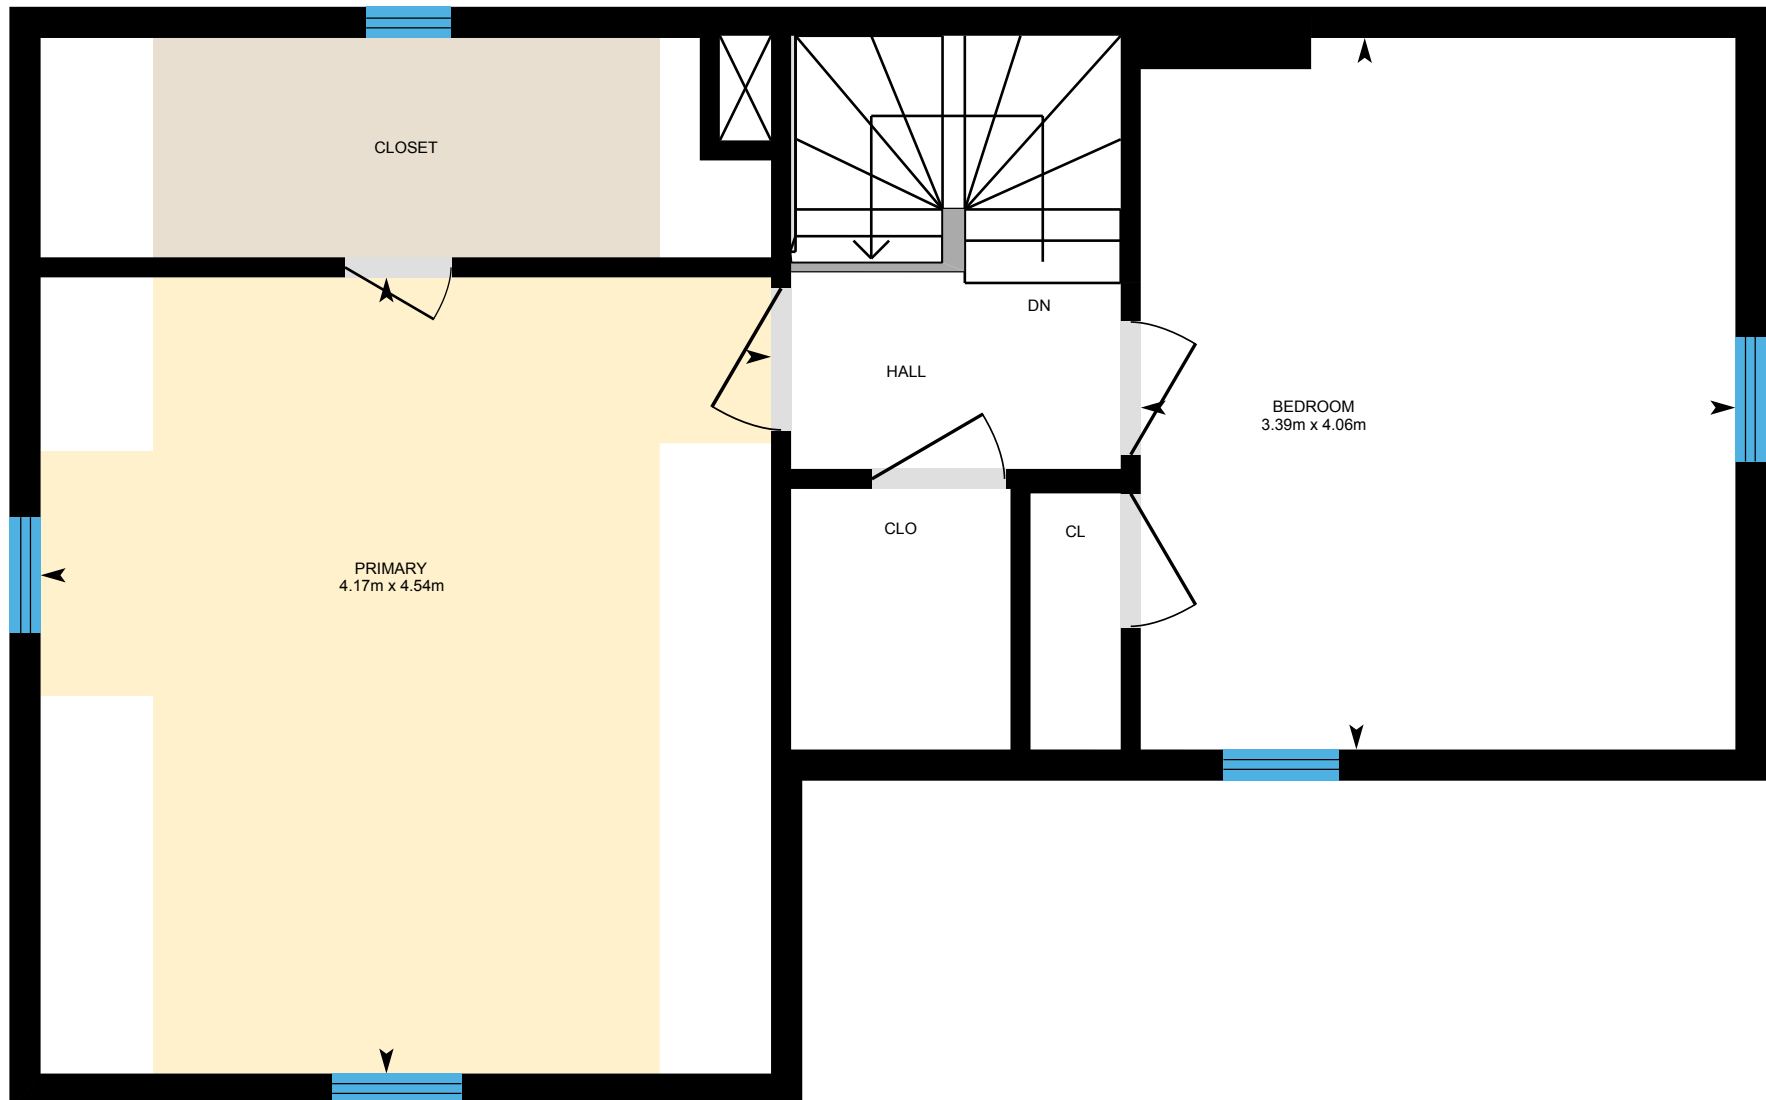 CLOSET
DN
HALL
BEDROOM
3.39m x 4.06m
CLO
CL
PRIMARY
4.17m x 4.54m